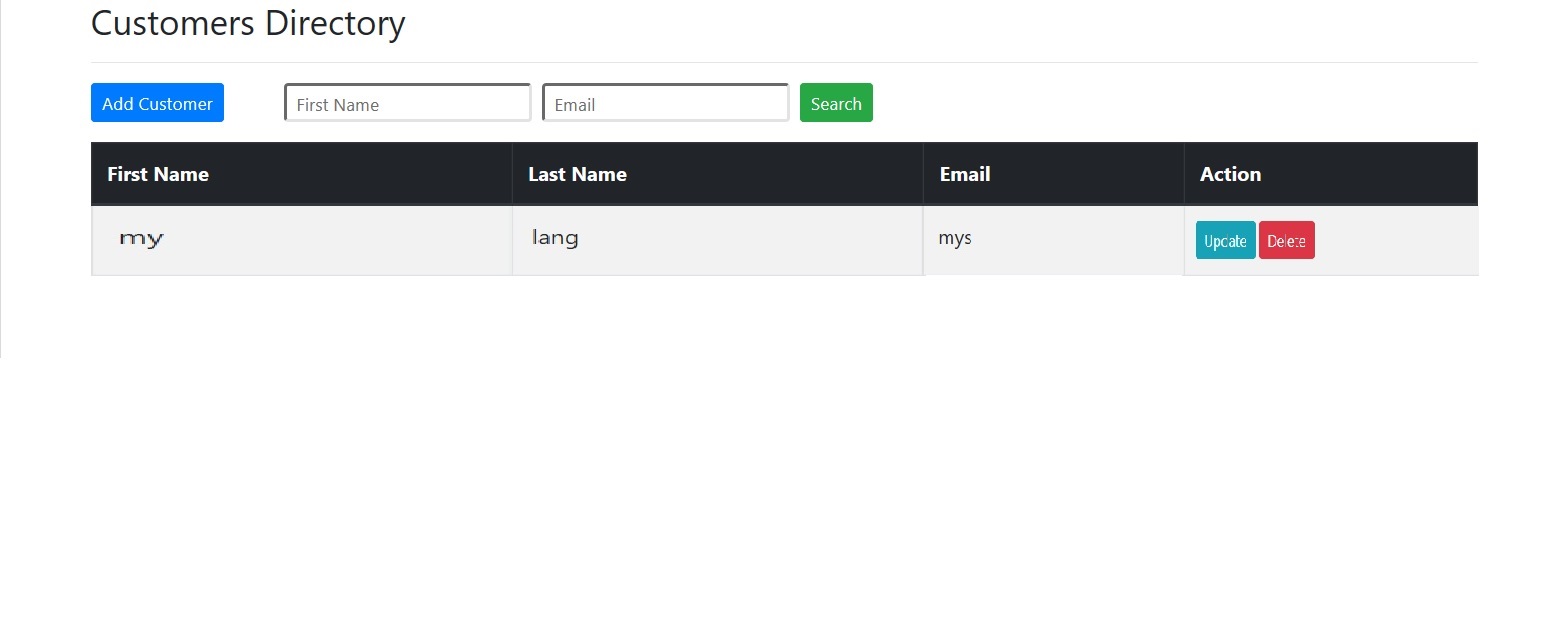 Customers Directory
Add Customer First Name Email Search
First Name Last Name Email Action
my lang mys Update Delete